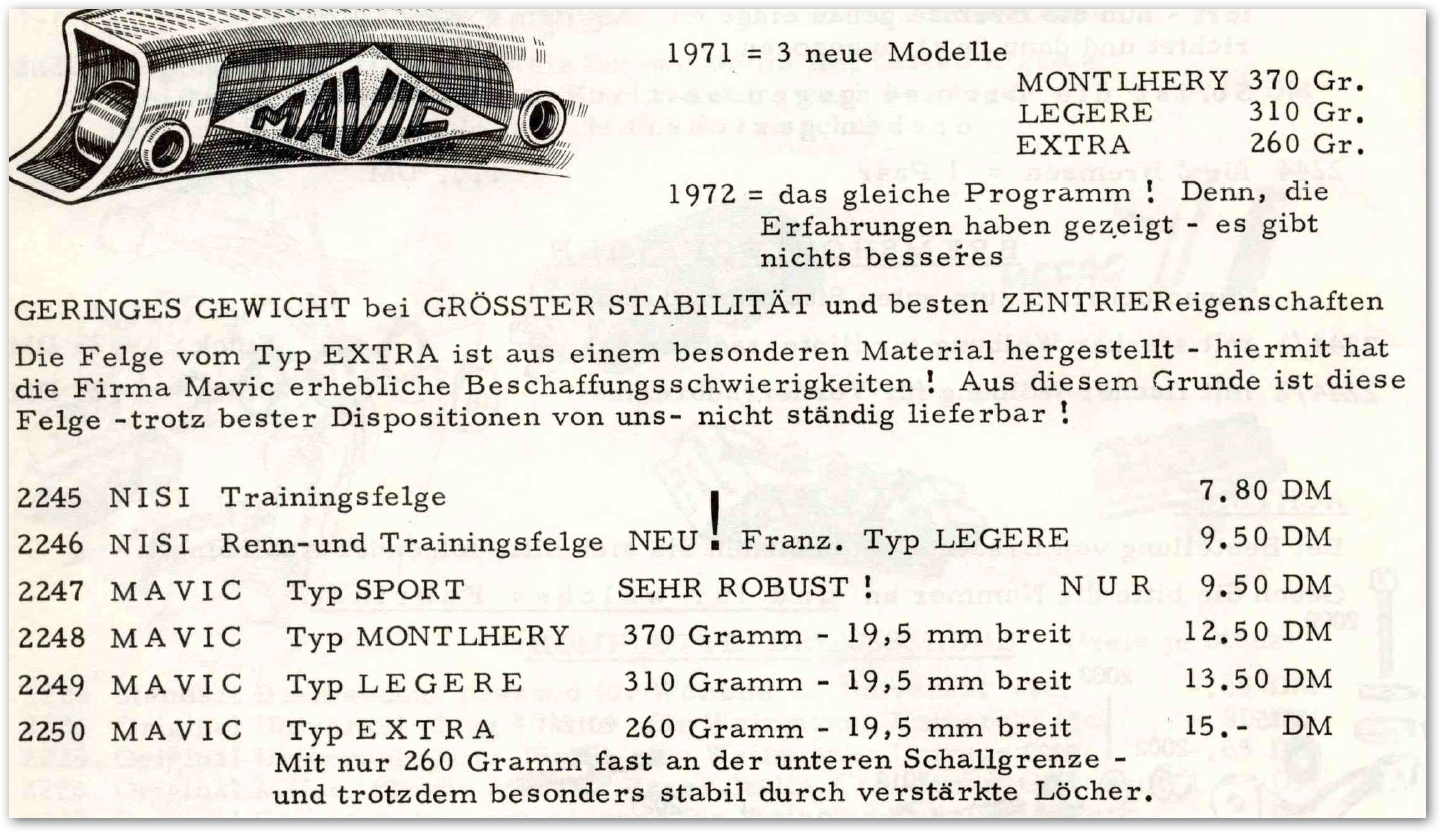 MAVIC
1971 - 3 neue Modelle
MONTLHERY 370 Gr.
LEGERE 310 Gr.
EXTRA 260 Gr.
1972 = das gleiche Programm ! Denn, die
Erfahrungen haben gezeigt - es gibt
nichts besseres
GERINGES GEWICHT bei GRÖSSTER STABILITÄT und besten ZENTRIEReigenschaften
Die Felge vom Typ EXTRA ist aus einem besonderen Material hergestellt - hiermit hat
die Firma Mavic erhebliche Beschaffungsschwierigkeiten ! Aus diesem Grunde ist diese
Felge -trotz bester Dispositionen von uns- nicht ständig lieferbar !
2245 NISI Trainingsfelge 7.80 DM
2246 NISI Renn-und Trainingsfelge NEU ! Franz. Typ LEGERE 9.50 DM
2247 MAVIC Typ SPORT SEHR ROBUST ! NUR 9.50 DM
2248 MAVIC Typ MONTLHERY 370 Gramm - 19,5 mm breit 12.50 DM
2249 MAVIC Typ LEGERE 310 Gramm - 19,5 mm breit 13.50 DM
2250 MAVIC Typ EXTRA 260 Gramm - 19,5 mm breit 15.- DM
Mit nur 260 Gramm fast an der unteren Schallgrenze -
und trotzdem besonders stabil durch verstärkte Löcher.